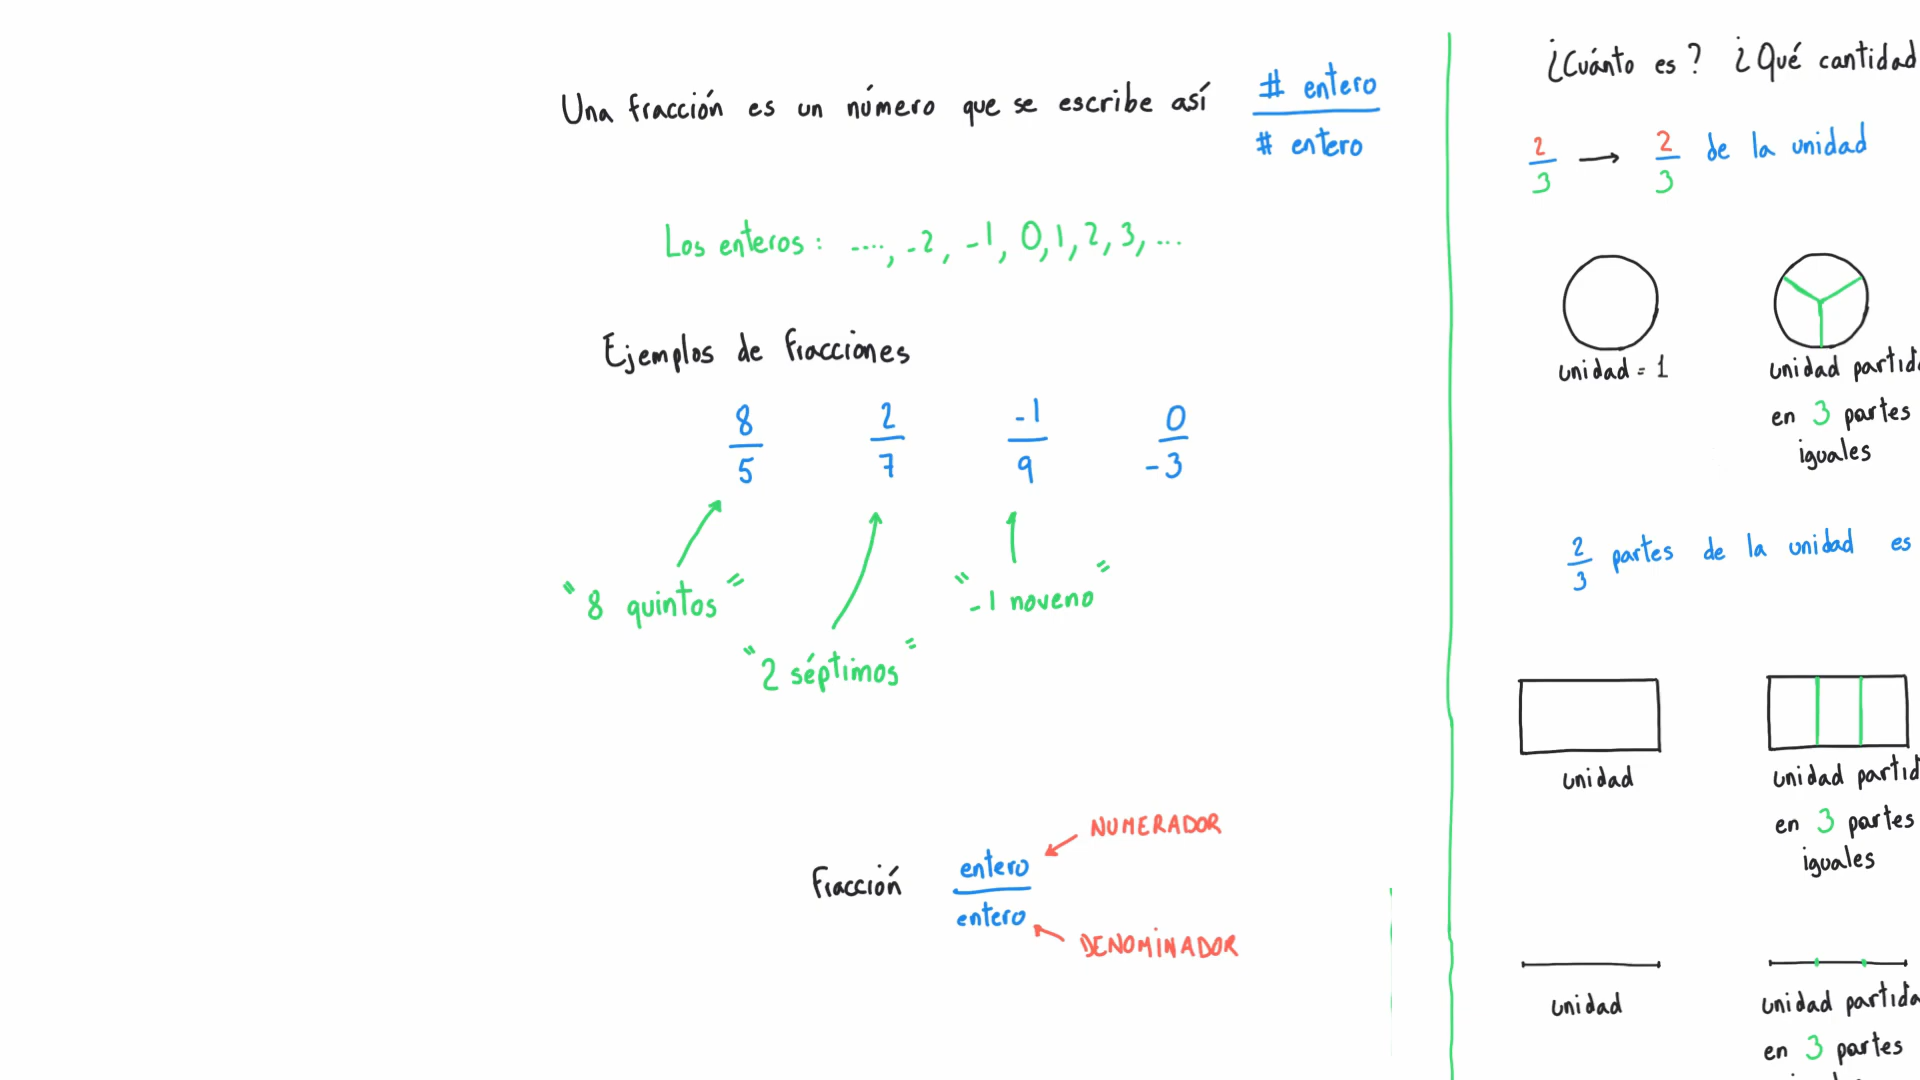 Una fracción es un número que se escribe así # entero
# entero
Los enteros: ...., -2, -1, 0, 1, 2, 3, ...
Ejemplos de fracciones
8 2 -1 0
5 7 9 -3
"8 quintos" "-1 noveno"
"2 séptimos"
NUMERADOR
Fracción entero
entero
DENOMINADOR
¿Cuánto es? ¿Qué cantidad
2 → 2 de la unidad
3 3
unidad = 1
unidad partid
en 3 partes
iguales
2 partes de la unidad es
3
unidad
unidad partid
en 3 partes
iguales
unidad
unidad partida
en 3 partes